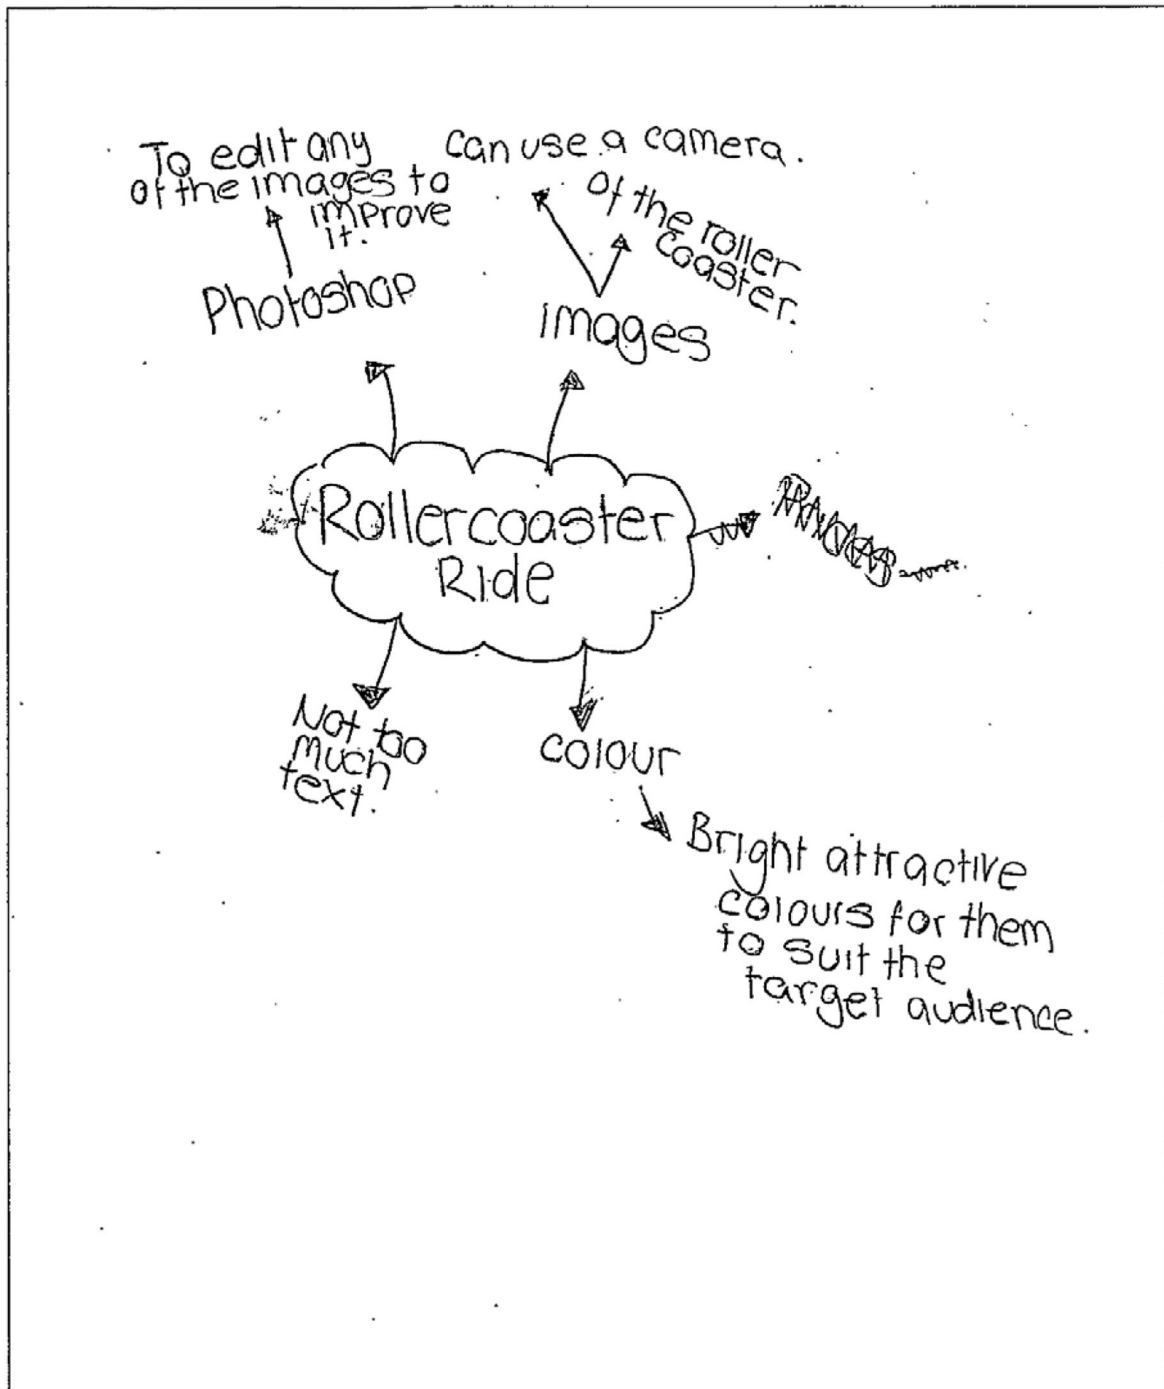 To edit any
of the images to
improve
it.
can use a camera.
of the roller
coaster.
Photoshop
images
Rollercoaster
Ride
Not too
much
text.
colour
Bright attractive
colours for them
to suit the
target audience.